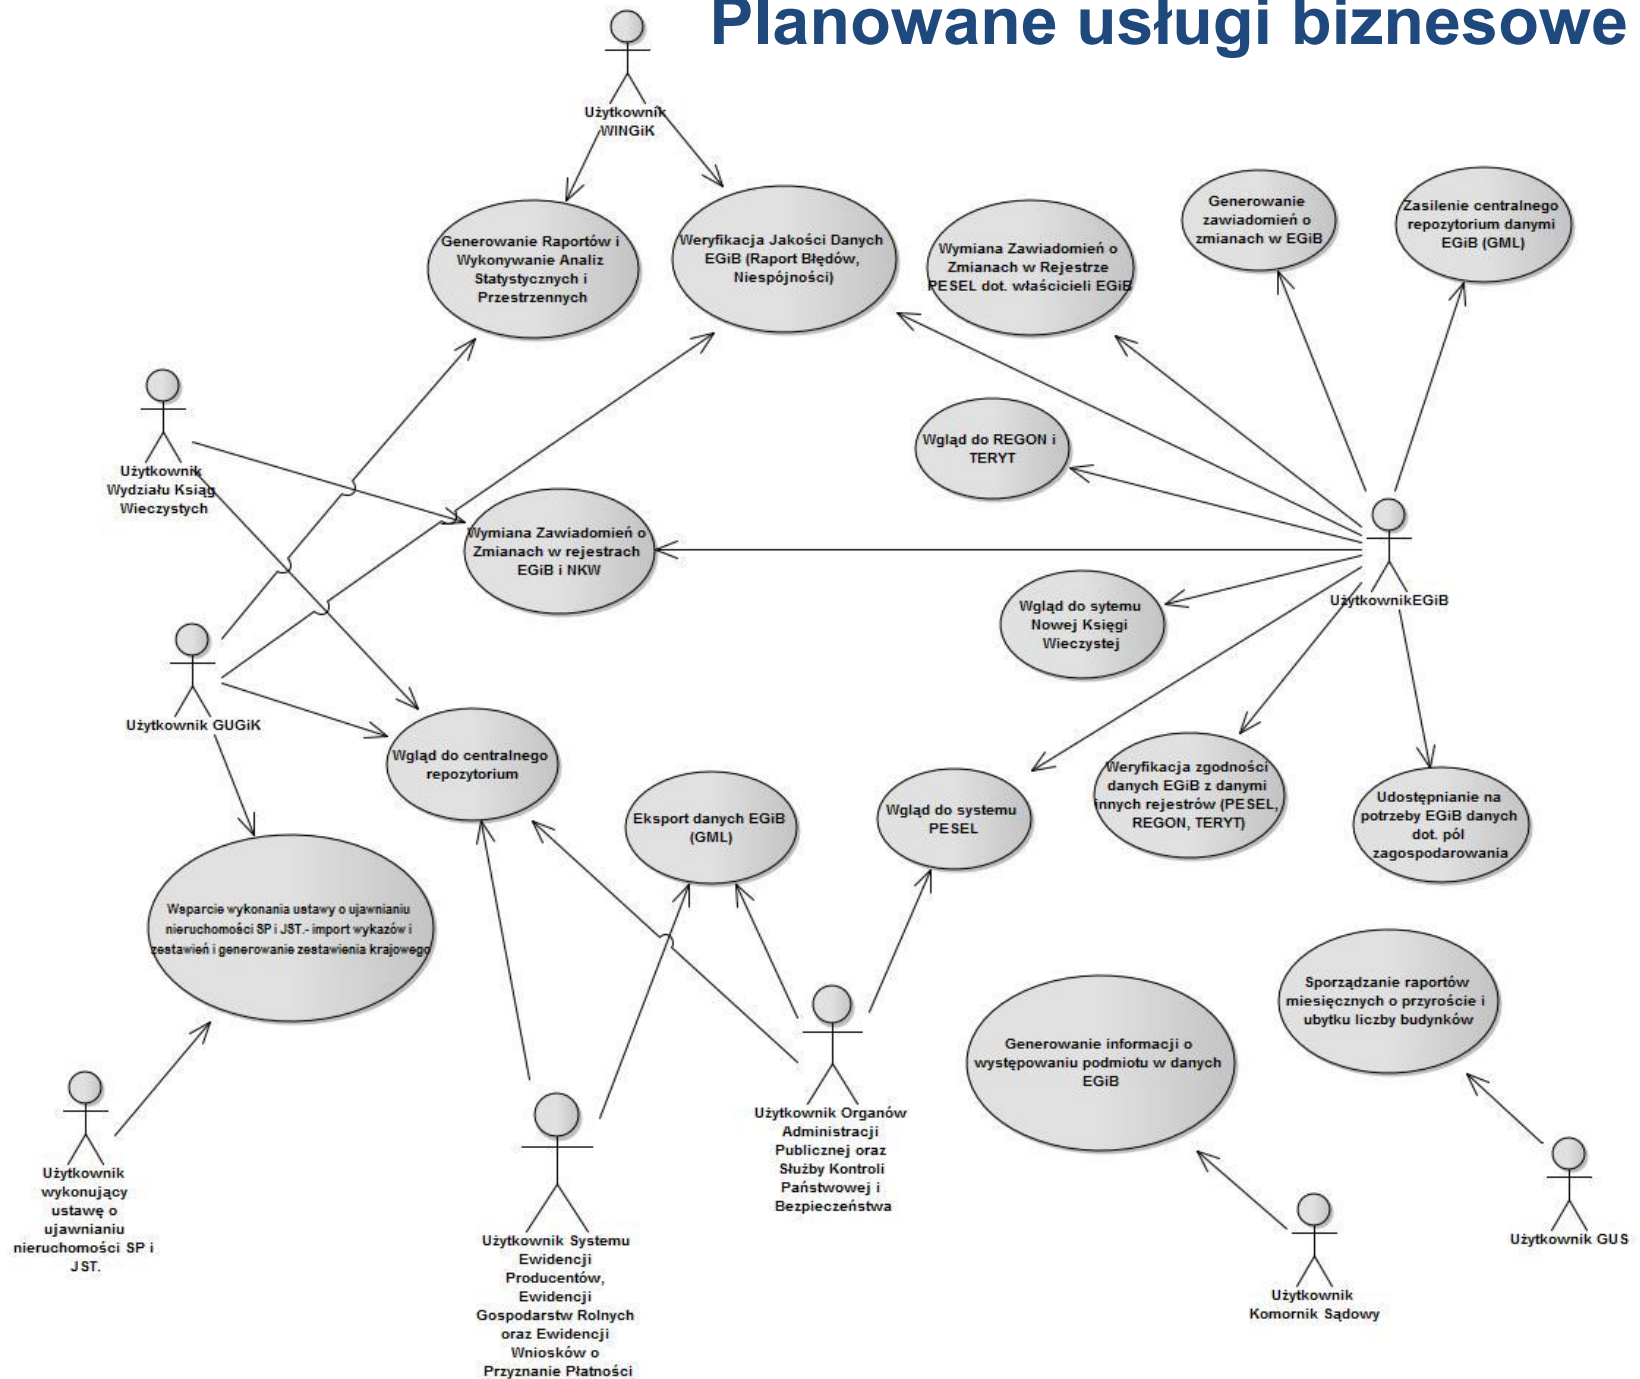 Planowane usługi biznesowe
Użytkownik
WINGiK
Generowanie Raportów i
Wykonywanie Analiz
Statystycznych i
Przestrzennych
Weryfikacja Jakości Danych
EGiB (Raport Błędów,
Niespójności)
Wymiana Zawiadomień o
Zmianach w Rejestrze
PESEL dot. właścicieli EGiB
Generowanie
zawiadomień o
zmianach w EGiB
Zasilenie centralnego
repozytorium danymi
EGiB (GML)
Użytkownik
Wydziału Ksiąg
Wieczystych
Wgląd do REGON i
TERYT
Wymiana Zawiadomień o
Zmianach w rejestrach
EGiB i NKW
UżytkownikEGiB
Wgląd do sytemu
Nowej Księgi
Wieczystej
Użytkownik GUGiK
Wgląd do centralnego
repozytorium
Eksport danych EGiB
(GML)
Wgląd do systemu
PESEL
Weryfikacja zgodności
danych EGiB z danymi
innych rejestrów (PESEL,
REGON, TERYT)
Udostępnianie na
potrzeby EGiB danych
dot. pól
zagospodarowania
Wsparcie wykonania ustawy o ujawnianiu
nieruchomości SP i JST.- import wykazów i
zestawień i generowanie zestawienia krajowego
Sporządzanie raportów
miesięcznych o przyroście i
ubytku liczby budynków
Generowanie informacji o
występowaniu podmiotu w danych
EGiB
Użytkownik
wykonujący
ustawę o
ujawnianiu
nieruchomości SP i
JST.
Użytkownik Systemu
Ewidencji
Producentów,
Ewidencji
Gospodarstw Rolnych
oraz Ewidencji
Wniosków o
Przyznanie Płatności
Użytkownik Organów
Administracji
Publicznej oraz
Służby Kontroli
Państwowej i
Bezpieczeństwa
Użytkownik
Komornik Sądowy
Użytkownik GUS